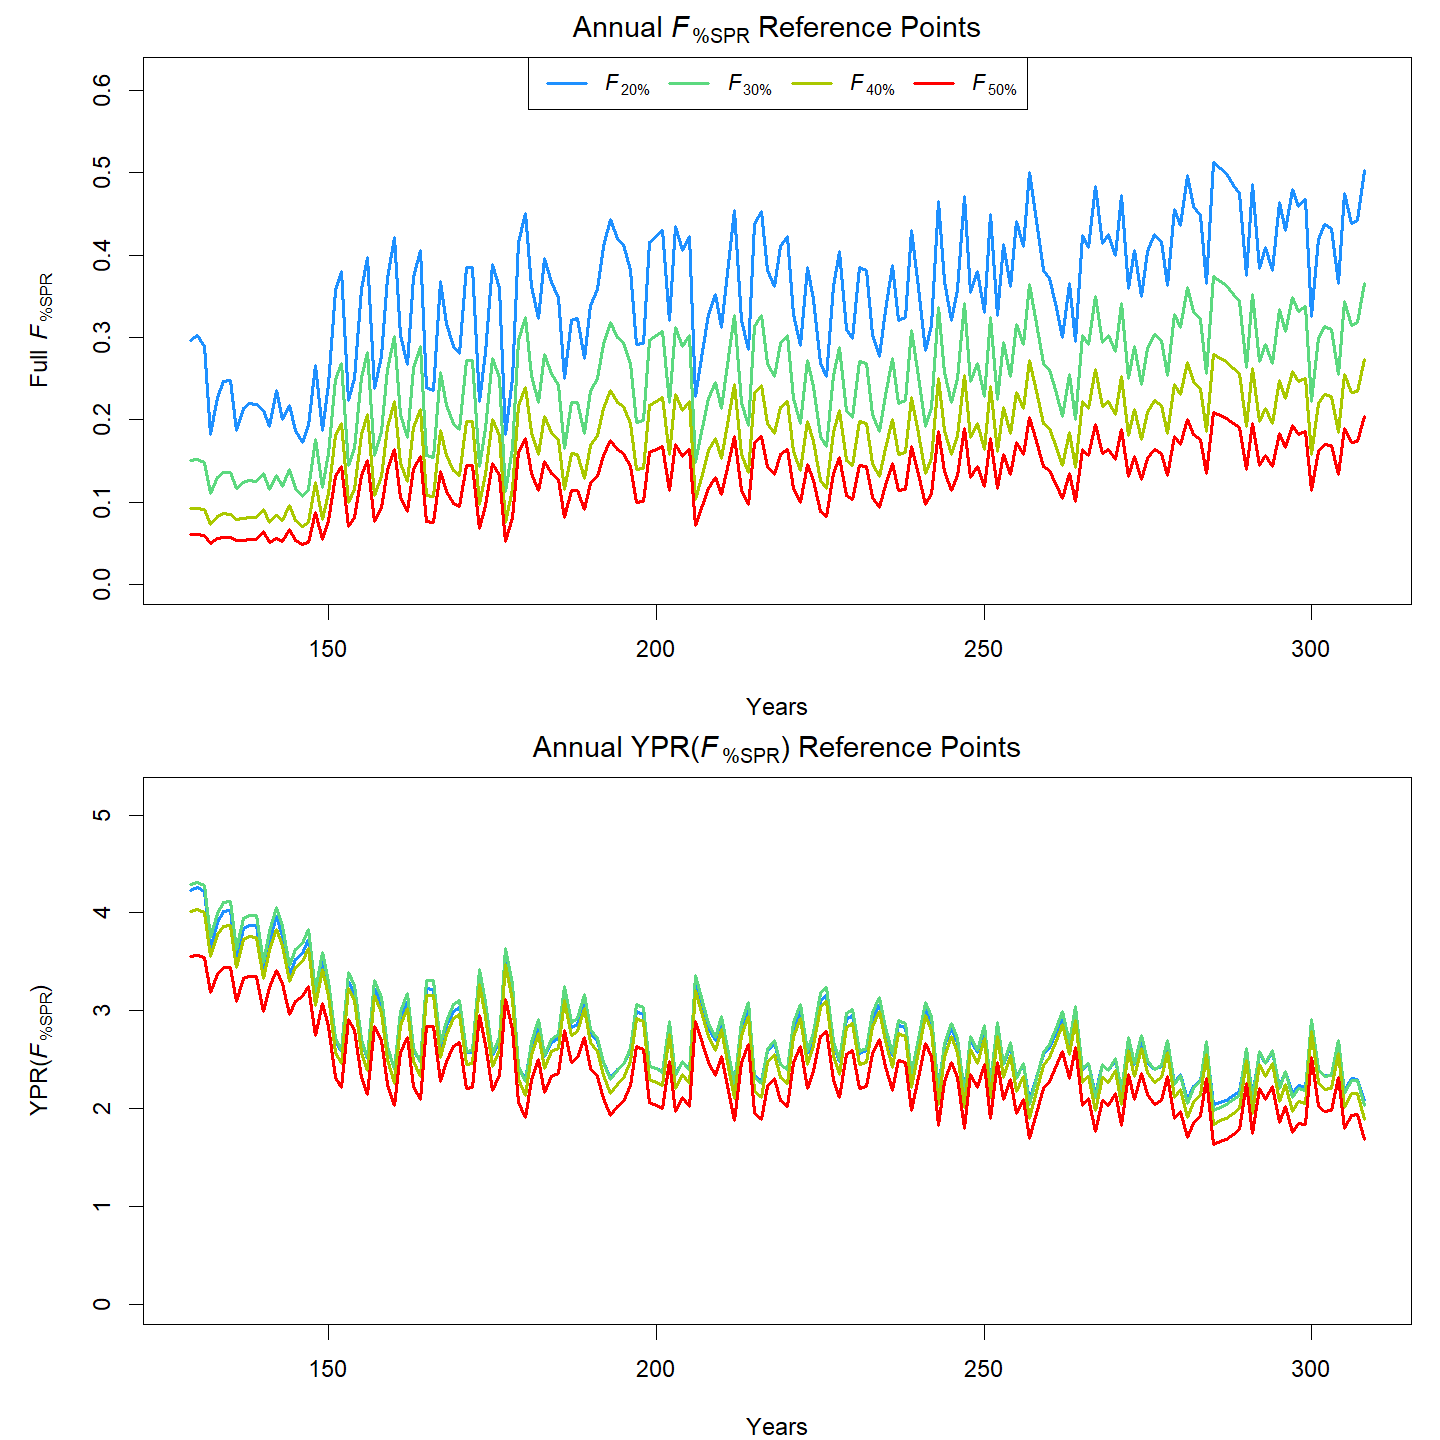 Annual F%SPR Reference Points
F20% F30% F40% F50%
Full F%SPR
0.6
0.5
0.4
0.3
0.2
0.1
0.0
150 200 250 300
Years
Annual YPR(F%SPR) Reference Points
YPR(F%SPR)
5
4
3
2
1
0
150 200 250 300
Years